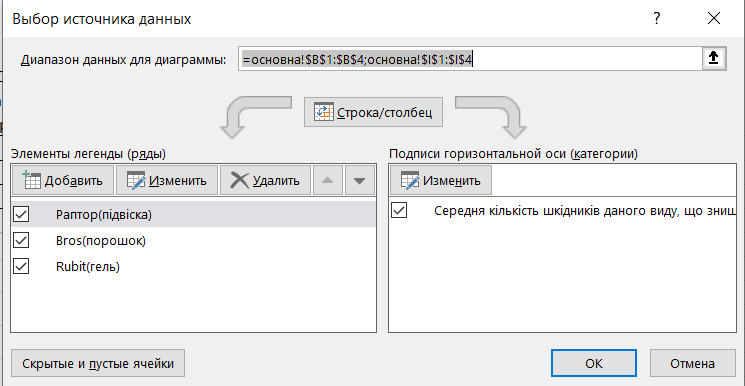 Выбор источника данных
Диапазон данных для диаграммы: =основна!$B$1:$B$4;основна!$I$1:$I$4
Строка/столбец
Элементы легенды (ряды)
Добавить Изменить Удалить
Раптор(підвіска)
Bros(порошок)
Rubit(гель)
Подписи горизонтальной оси (категории)
Изменить
Середня кількість шкідників даного виду, що зниш
Скрытые и пустые ячейки
ОК Отмена